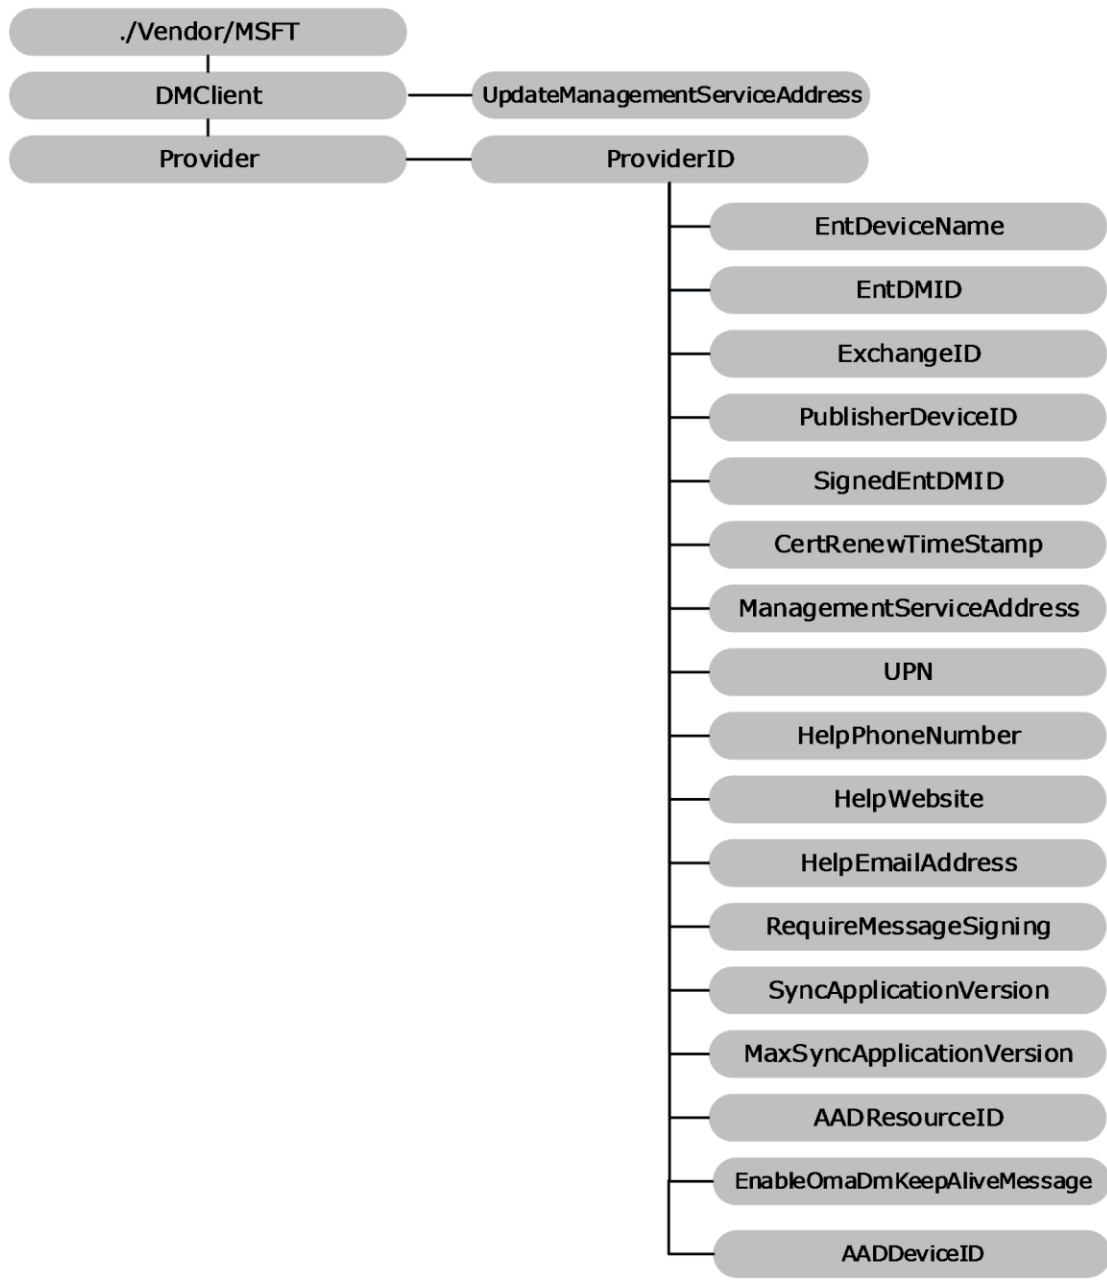 ./Vendor/MSFT
DMClient
UpdateManagementServiceAddress
Provider
ProviderID
EntDeviceName
EntDMID
ExchangeID
PublisherDeviceID
SignedEntDMID
CertRenewTimeStamp
ManagementServiceAddress
UPN
HelpPhoneNumber
HelpWebsite
HelpEmailAddress
RequireMessageSigning
SyncApplicationVersion
MaxSyncApplicationVersion
AADResourceID
EnableOmaDmKeepAliveMessage
AADDeviceID